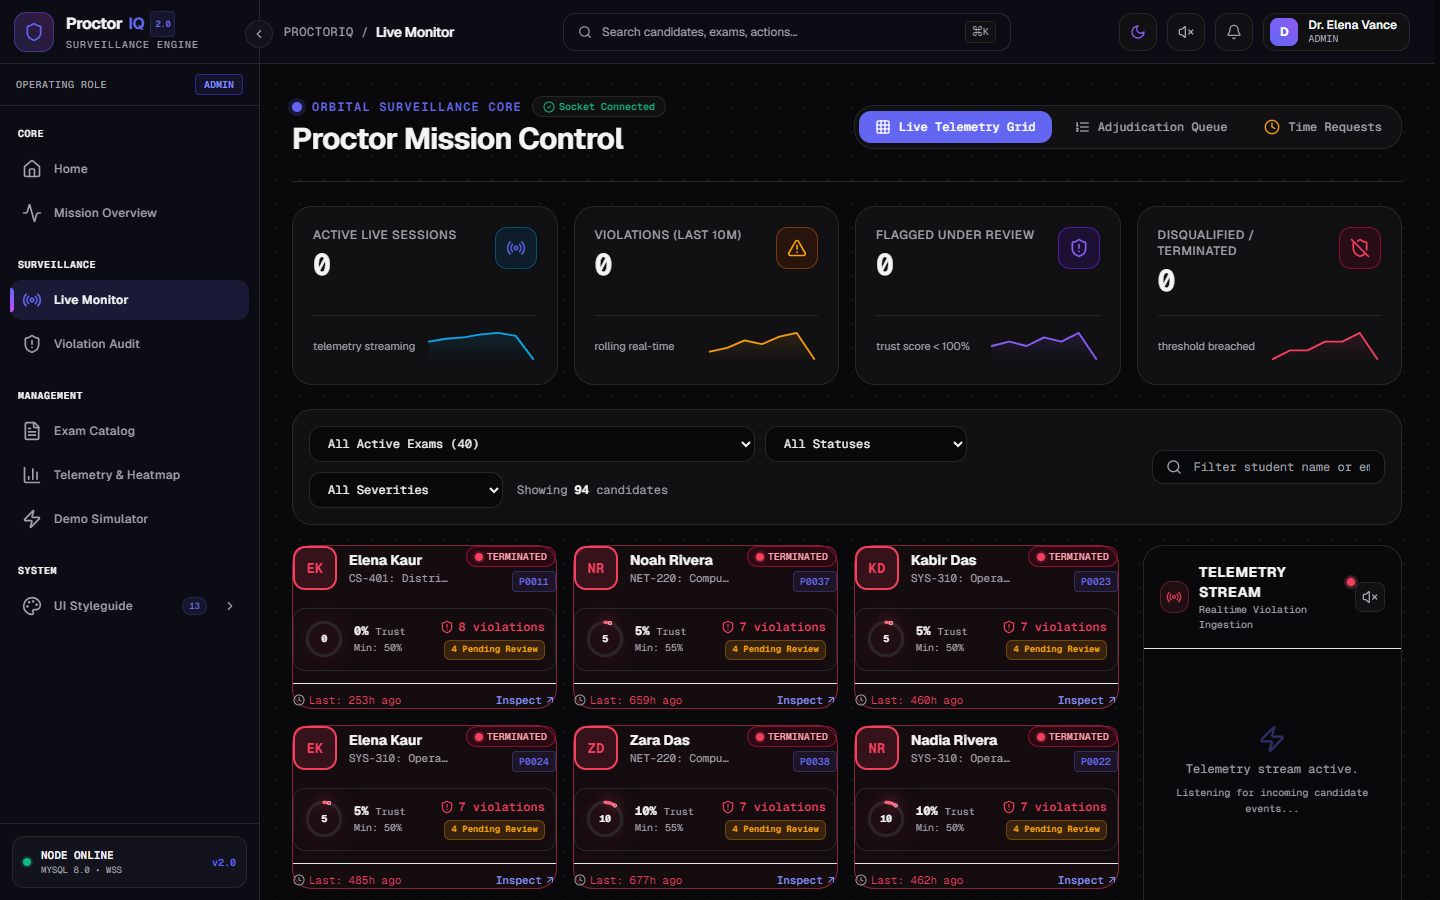 Proctor IQ 2.0
SURVEILLANCE ENGINE
OPERATING ROLE
ADMIN
CORE
Home
Mission Overview
SURVEILLANCE
Live Monitor
Violation Audit
MANAGEMENT
Exam Catalog
Telemetry & Heatmap
Demo Simulator
SYSTEM
UI Styleguide
13
NODE ONLINE
MYSQL 8.0 • WSS
v2.0
PROCTORIQ / Live Monitor
Search candidates, exams, actions...
⌘K
D
Dr. Elena Vance
ADMIN
ORBITAL SURVEILLANCE CORE
Socket Connected
Proctor Mission Control
Live Telemetry Grid
Adjudication Queue
Time Requests
ACTIVE LIVE SESSIONS
0
telemetry streaming
VIOLATIONS (LAST 10M)
0
rolling real-time
FLAGGED UNDER REVIEW
0
trust score < 100%
DISQUALIFIED /
TERMINATED
0
threshold breached
All Active Exams (40)
All Statuses
All Severities
Showing 94 candidates
Filter student name or em
EK
Elena Kaur
TERMINATED
CS-401: Distri…
P0011
0
0% Trust
Min: 50%
8 violations
4 Pending Review
Last: 253h ago
Inspect
NR
Noah Rivera
TERMINATED
NET-220: Compu…
P0037
5
5% Trust
Min: 55%
7 violations
4 Pending Review
Last: 659h ago
Inspect
KD
Kabir Das
TERMINATED
SYS-310: Opera…
P0023
5
5% Trust
Min: 50%
7 violations
4 Pending Review
Last: 460h ago
Inspect
EK
Elena Kaur
TERMINATED
SYS-310: Opera…
P0024
5
5% Trust
Min: 50%
7 violations
4 Pending Review
Last: 485h ago
Inspect
ZD
Zara Das
TERMINATED
NET-220: Compu…
P0038
10
10% Trust
Min: 55%
7 violations
4 Pending Review
Last: 677h ago
Inspect
NR
Nadia Rivera
TERMINATED
SYS-310: Opera…
P0022
10
10% Trust
Min: 50%
7 violations
4 Pending Review
Last: 462h ago
Inspect
TELEMETRY
STREAM
Realtime Violation
Ingestion
Telemetry stream active.
Listening for incoming candidate
events...